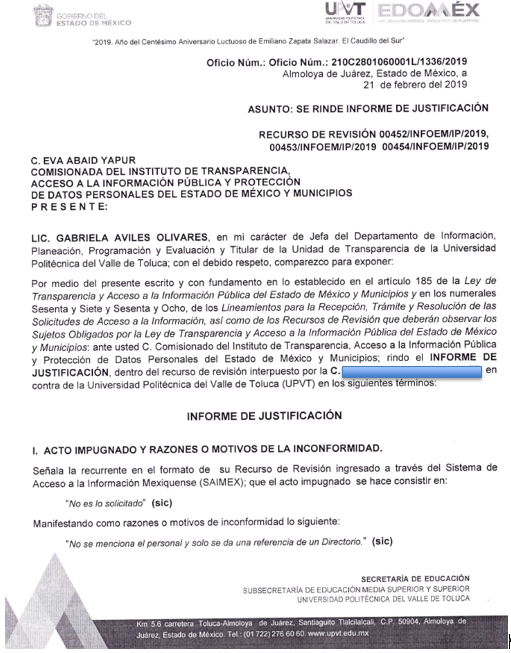 GOBIERNO DEL
ESTADO DE MÉXICO
UPVT
UNIVERSIDAD POLITÉCNICA
DEL VALLE DE TOLUCA
EDOMÉX
"2019. Año del Centésimo Aniversario Luctuoso de Emiliano Zapata Salazar. El Caudillo del Sur"
Oficio Núm.: Oficio Núm.: 210C2801060001L/1336/2019
Almoloya de Juárez, Estado de México, a
21 de febrero del 2019
ASUNTO: SE RINDE INFORME DE JUSTIFICACIÓN
RECURSO DE REVISIÓN 00452/INFOEM/IP/2019,
00453/INFOEM/IP/2019 00454/INFOEM/IP/2019
C. EVA ABAID YAPUR
COMISIONADA DEL INSTITUTO DE TRANSPARENCIA,
ACCESO A LA INFORMACIÓN PÚBLICA Y PROTECCIÓN
DE DATOS PERSONALES DEL ESTADO DE MÉXICO Y MUNICIPIOS
P R E S E N T E:
LIC. GABRIELA AVILES OLIVARES, en mi carácter de Jefa del Departamento de Información,
Planeación, Programación y Evaluación y Titular de la Unidad de Transparencia de la Universidad
Politécnica del Valle de Toluca; con el debido respeto, comparezco para exponer:
Por medio del presente escrito y con fundamento en lo establecido en el artículo 185 de la Ley de
Transparencia y Acceso a la Información Pública del Estado de México y Municipios y en los numerales
Sesenta y Siete y Sesenta y Ocho, de los Lineamientos para la Recepción, Trámite y Resolución de las
Solicitudes de Acceso a la Información, así como de los Recursos de Revisión que deberán observar los
Sujetos Obligados por la Ley de Transparencia y Acceso a la Información Pública del Estado de México
y Municipios: ante usted C. Comisionada del Instituto de Transparencia, Acceso a la Información Pública
y Protección de Datos Personales del Estado de México y Municipios; rindo el INFORME DE
JUSTIFICACIÓN, dentro del recurso de revisión interpuesto por la C. en
contra de la Universidad Politécnica del Valle de Toluca (UPVT) en los siguientes términos:
INFORME DE JUSTIFICACIÓN
I. ACTO IMPUGNADO Y RAZONES O MOTIVOS DE LA INCONFORMIDAD.
Señala la recurrente en el formato de su Recurso de Revisión ingresado a través del Sistema de
Acceso a la Información Mexiquense (SAIMEX); que el acto impugnado se hace consistir en:
"No es lo solicitado" (sic)
Manifestando como razones o motivos de inconformidad lo siguiente:
"No se menciona el personal y solo se da una referencia de un Directorio." (sic)
SECRETARÍA DE EDUCACIÓN
SUBSECRETARÍA DE EDUCACIÓN MEDIA SUPERIOR Y SUPERIOR
UNIVERSIDAD POLITÉCNICA DEL VALLE DE TOLUCA
Km 5.6 carretera Toluca-Almoloya de Juárez, Santiaguito Tlalcilalcali, C.P. 50904, Almoloya de
Juárez, Estado de México. Tel.: (01 722) 276 60 60. www.upvt.edu.mx